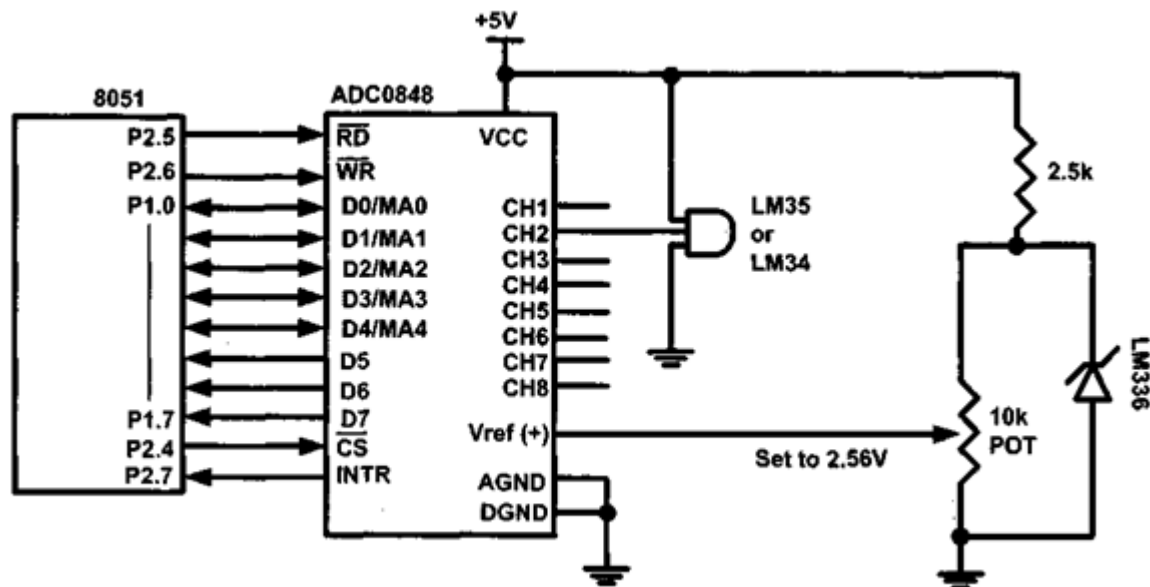 +5V
8051
ADC0848
P2.5
RD
VCC
P2.6
WR
2.5k
P1.0
D0/MA0
CH1
LM35
D1/MA1
CH2
or
D2/MA2
CH3
LM34
D3/MA3
CH4
D4/MA4
CH5
D5
CH6
D6
CH7
LM336
P1.7
D7
CH8
10k
P2.4
CS
Vref (+)
POT
P2.7
INTR
Set to 2.56V
AGND
DGND